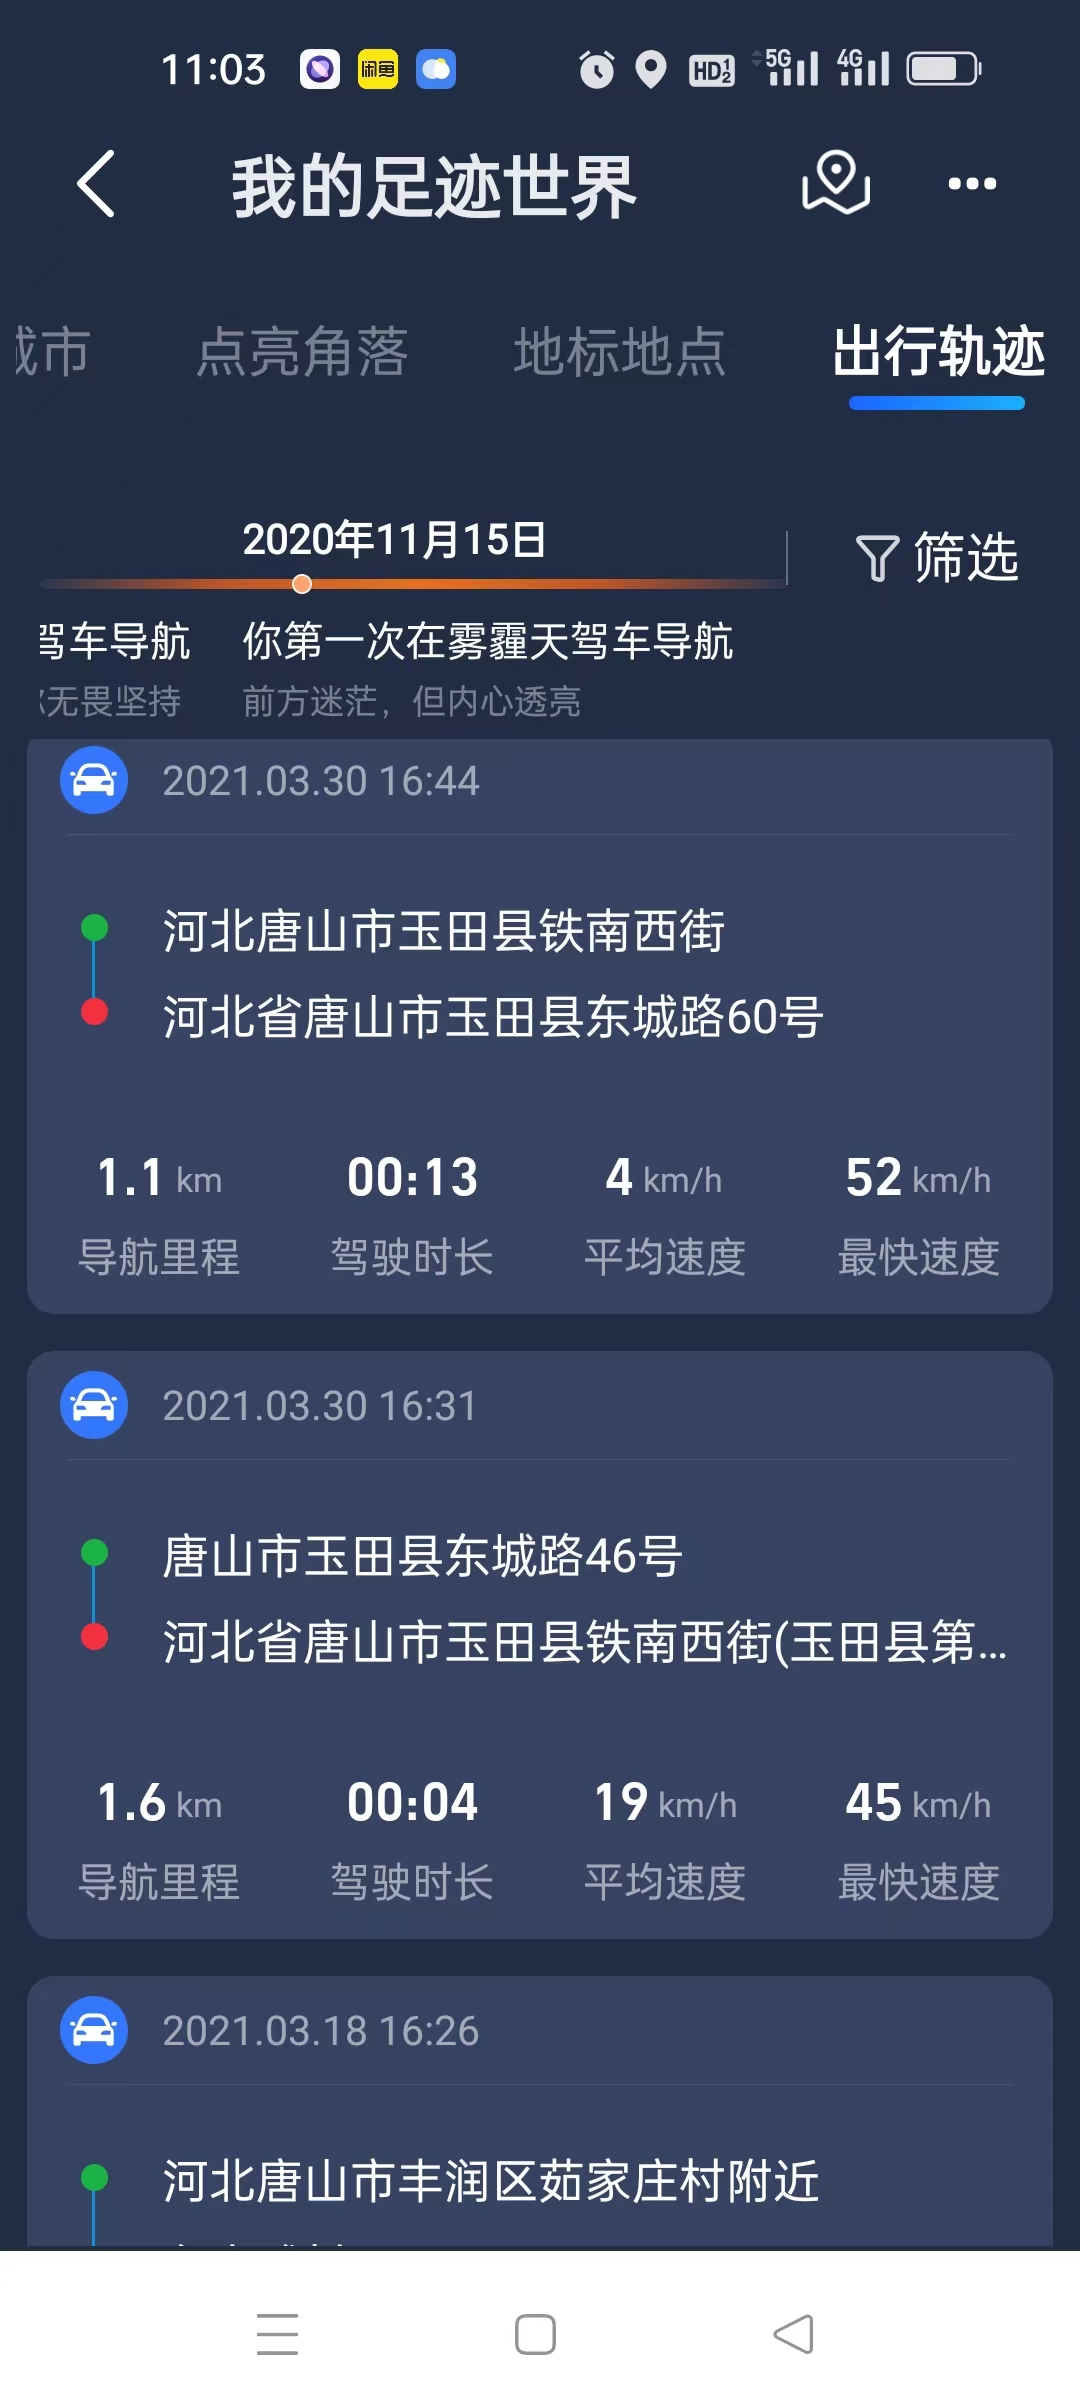 11:03
闲鱼
HD 1 2
5G
4G
我的足迹世界
城市 点亮角落 地标地点 出行轨迹
2020年11月15日
筛选
驾车导航 你第一次在雾霾天驾车导航
无畏坚持 前方迷茫，但内心透亮
2021.03.30 16:44
河北唐山市玉田县铁南西街
河北省唐山市玉田县东城路60号
1.1 km 00:13 4 km/h 52 km/h
导航里程 驾驶时长 平均速度 最快速度
2021.03.30 16:31
唐山市玉田县东城路46号
河北省唐山市玉田县铁南西街(玉田县第...
1.6 km 00:04 19 km/h 45 km/h
导航里程 驾驶时长 平均速度 最快速度
2021.03.18 16:26
河北唐山市丰润区茹家庄村附近